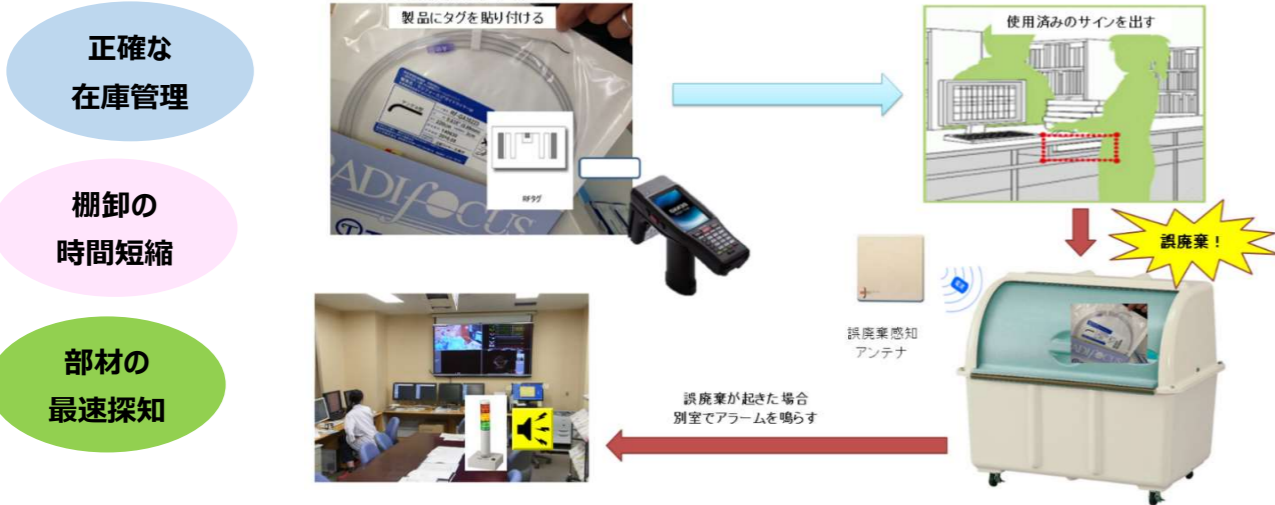 正確な
在庫管理
棚卸の
時間短縮
部材の
最速探知
製品にタグを貼り付ける
RFタグ
ADIFOCUS
使用済みのサインを出す
誤廃棄！
誤廃棄感知
アンテナ
誤廃棄が起きた場合
別室でアラームを鳴らす